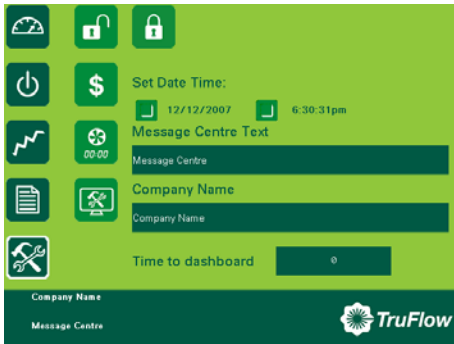 $
Set Date Time:
12/12/2007 6:30:31pm
Message Centre Text
00:00
Message Centre
Company Name
Company Name
Time to dashboard 0
Company Name
Message Centre
TruFlow